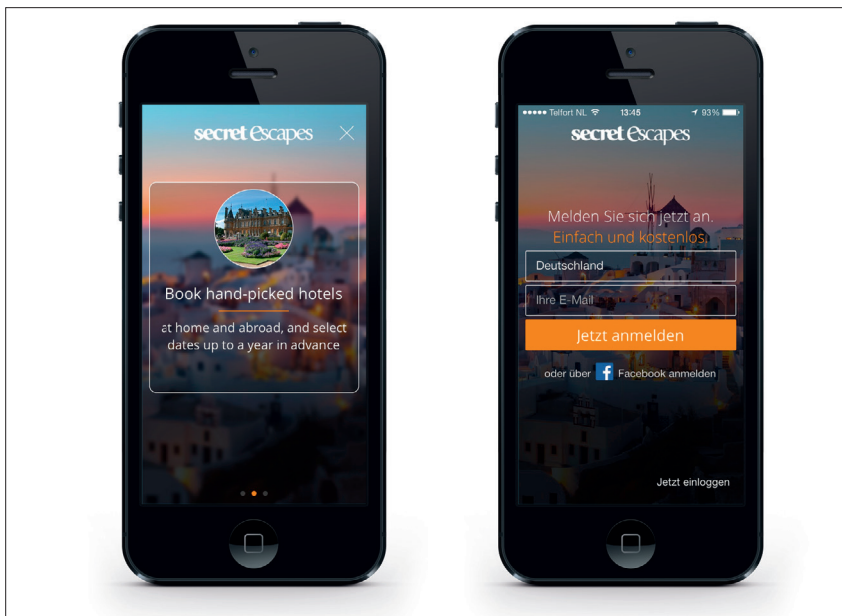 secret escapes
Book hand-picked hotels
at home and abroad, and select
dates up to a year in advance
Telfort NL 13:45 93%
secret escapes
Melden Sie sich jetzt an.
Einfach und kostenlos.
Deutschland
Ihre E-Mail
Jetzt anmelden
oder über f Facebook anmelden
Jetzt einloggen